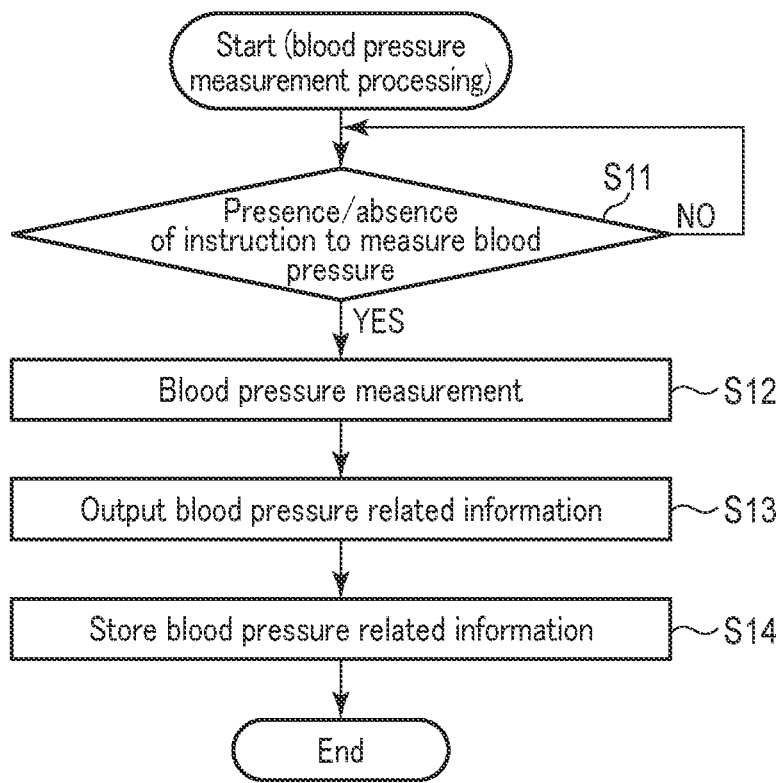 Start (blood pressure
measurement processing)
S11
Presence/absence
of instruction to measure blood
pressure
NO
YES
Blood pressure measurement
S12
Output blood pressure related information
S13
Store blood pressure related information
S14
End